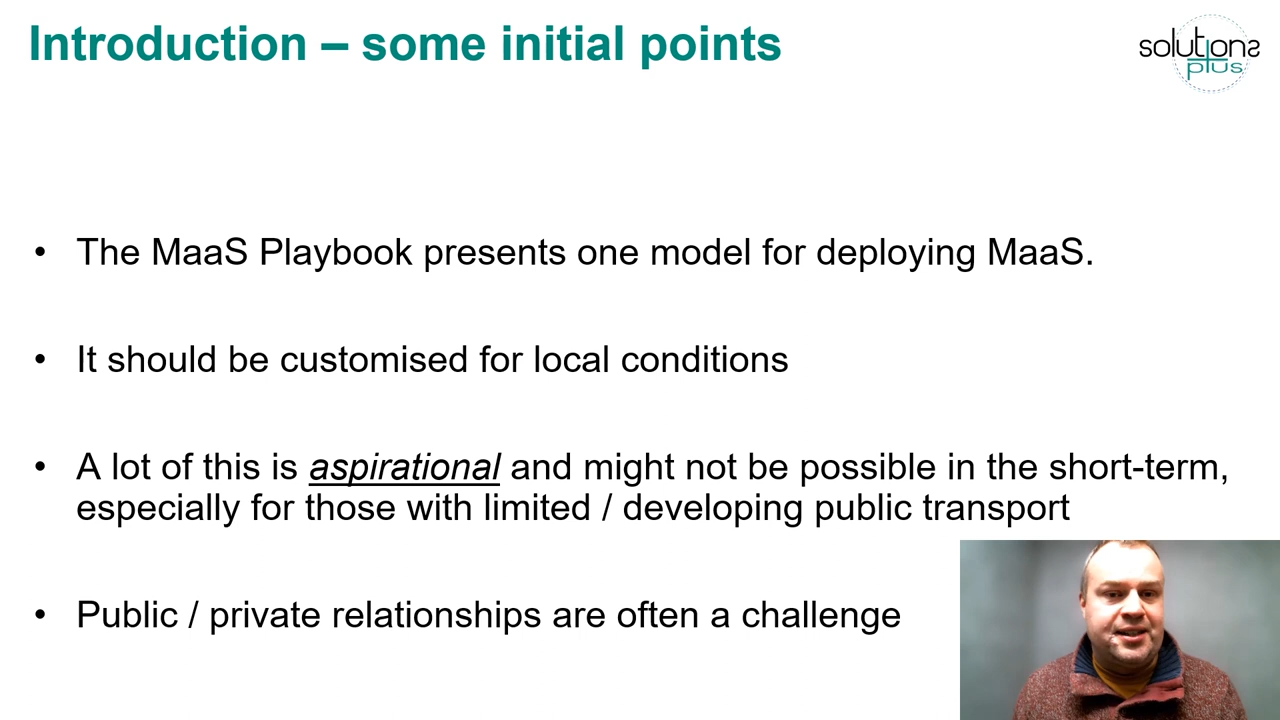 Introduction – some initial points
solutions
plus
• The MaaS Playbook presents one model for deploying MaaS.
• It should be customised for local conditions
• A lot of this is aspirational and might not be possible in the short-term,
especially for those with limited / developing public transport
• Public / private relationships are often a challenge